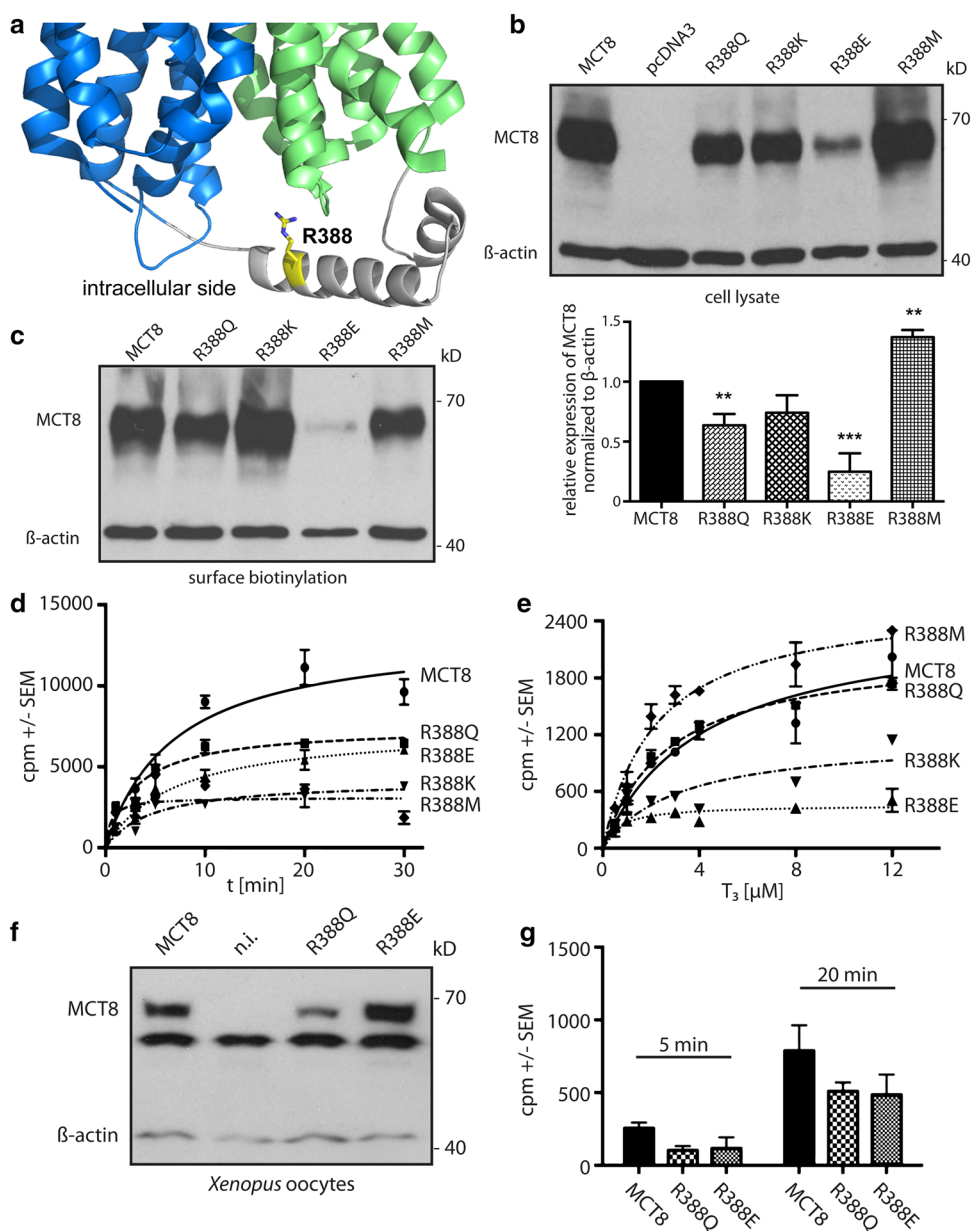 a
R388
intracellular side
b
MCT8 pcDNA3 R388Q R388K R388E R388M
kD
MCT8
- 70
ß-actin
- 40
cell lysate
relative expression of MCT8
normalized to β-actin
1.5
1.0
0.5
0
**
***
**
MCT8 R388Q R388K R388E R388M
c
MCT8 R388Q R388K R388E R388M
kD
MCT8
- 70
ß-actin
- 40
surface biotinylation
d
cpm +/- SEM
15000
10000
5000
0
0 10 20 30
t [min]
MCT8
R388Q
R388E
R388K
R388M
e
cpm +/- SEM
2400
1800
1200
600
0
0 4 8 12
T₃ [µM]
R388M
MCT8
R388Q
R388K
R388E
f
MCT8 n.i. R388Q R388E
kD
MCT8
- 70
ß-actin
- 40
Xenopus oocytes
g
cpm +/- SEM
1500
1000
500
0
5 min
20 min
MCT8 R388Q R388E MCT8 R388Q R388E